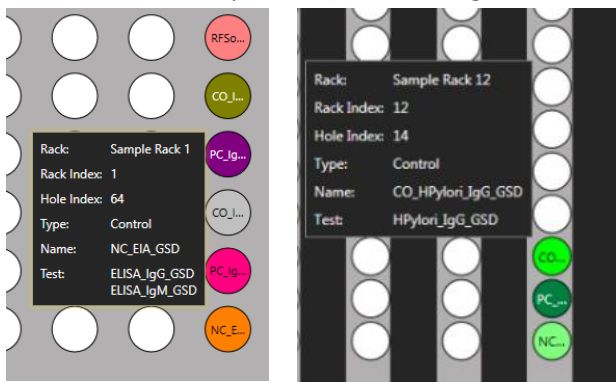 RFSo...
CO_I...
PC_Ig...
CO_I...
PC_Ig...
NC_E...
Rack: Sample Rack 1
Rack Index: 1
Hole Index: 64
Type: Control
Name: NC_EIA_GSD
Test: ELISA_IgG_GSD
ELISA_IgM_GSD
Rack: Sample Rack 12
Rack Index: 12
Hole Index: 14
Type: Control
Name: CO_HPylori_IgG_GSD
Test: HPylori_IgG_GSD
CO...
PC_...
NC...